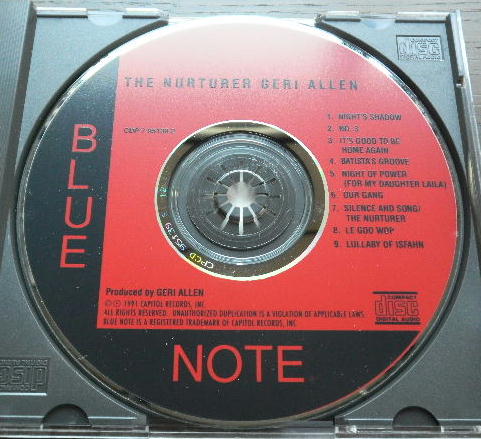 THE NURTURER GERI ALLEN
BLUE
1. NIGHT'S SHADOW
2. NO. 3
3. IT'S GOOD TO BE
HOME AGAIN
4. BATISTA'S GROOVE
5. NIGHT OF POWER
(FOR MY DAUGHTER LAILA)
6. OUR GANG
7. SILENCE AND SONG/
THE NURTURER
8. LE GOO WOP
9. LULLABY OF ISFAHN
Produced by GERI ALLEN
© ℗ 1991 CAPITOL RECORDS, INC.
ALL RIGHTS RESERVED. UNAUTHORIZED DUPLICATION IS A VIOLATION OF APPLICABLE LAWS.
BLUE NOTE IS A REGISTERED TRADEMARK OF CAPITOL RECORDS, INC.
COMPACT
disc
DIGITAL AUDIO
NOTE
COMPACT
disc
DIGITAL AUDIO